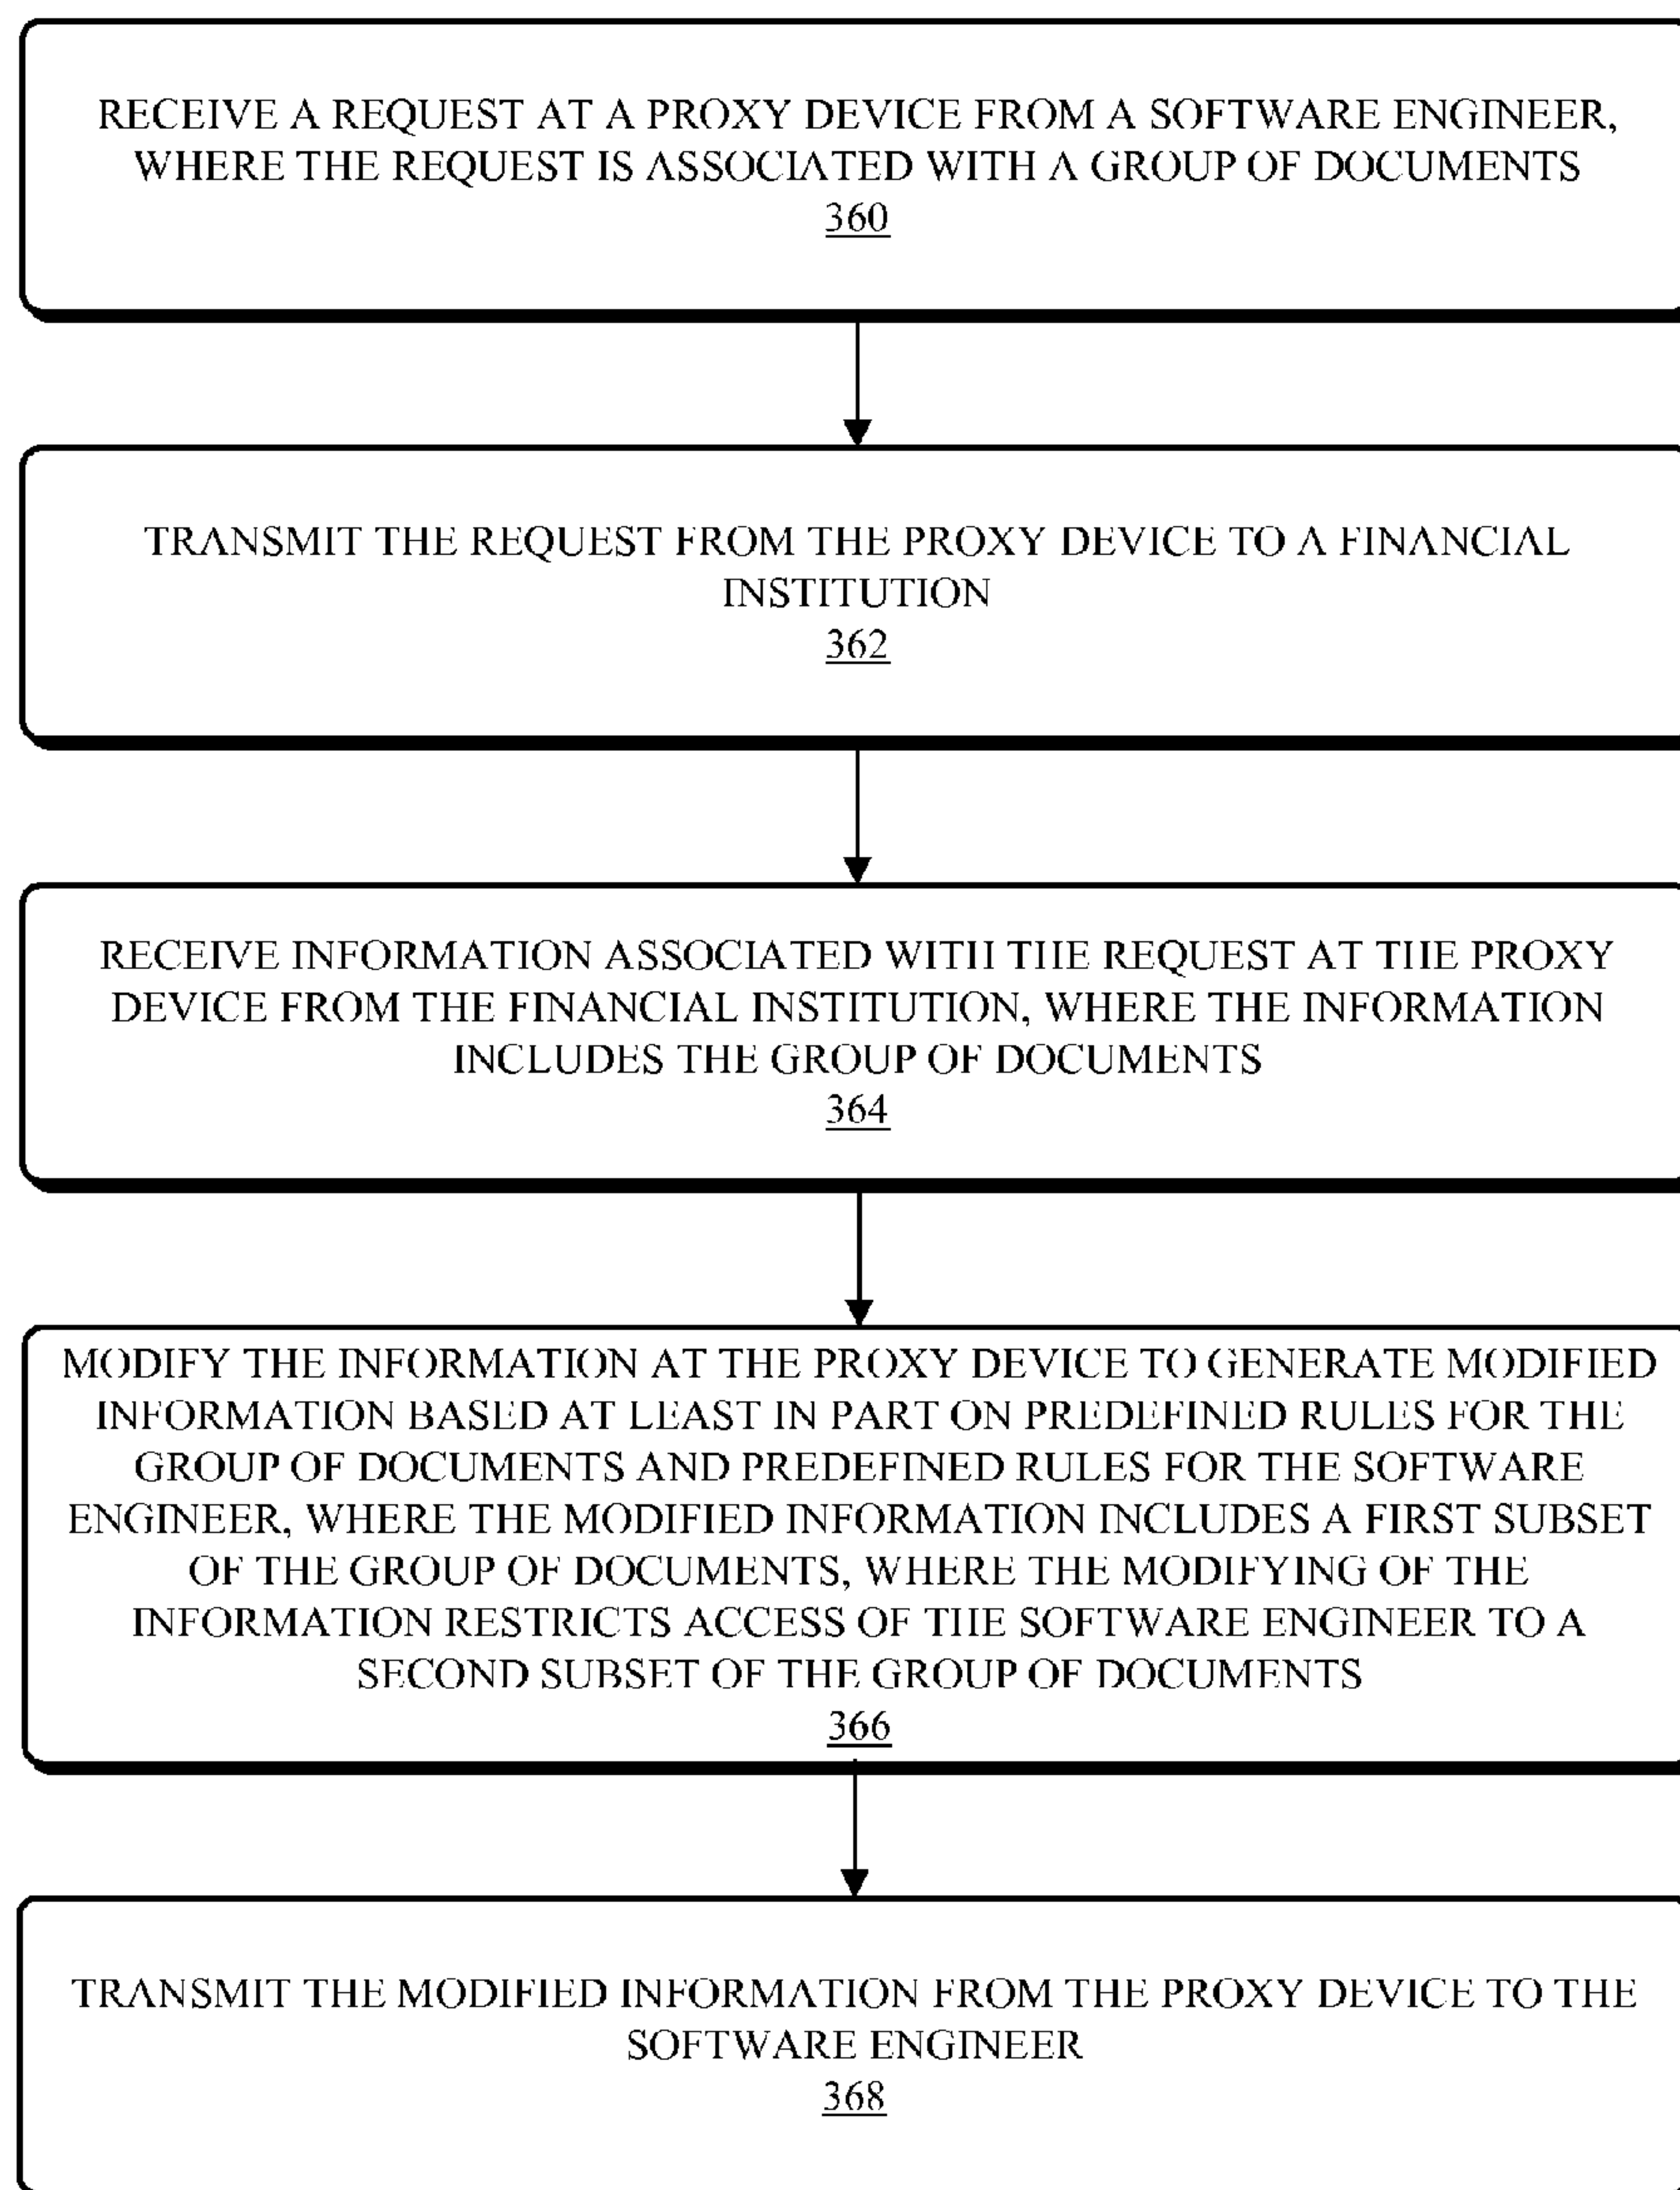 RECEIVE A REQUEST AT A PROXY DEVICE FROM A SOFTWARE ENGINEER,
WHERE THE REQUEST IS ASSOCIATED WITH A GROUP OF DOCUMENTS
360
TRANSMIT THE REQUEST FROM THE PROXY DEVICE TO A FINANCIAL
INSTITUTION
362
RECEIVE INFORMATION ASSOCIATED WITH THE REQUEST AT THE PROXY
DEVICE FROM THE FINANCIAL INSTITUTION, WHERE THE INFORMATION
INCLUDES THE GROUP OF DOCUMENTS
364
MODIFY THE INFORMATION AT THE PROXY DEVICE TO GENERATE MODIFIED
INFORMATION BASED AT LEAST IN PART ON PREDEFINED RULES FOR THE
GROUP OF DOCUMENTS AND PREDEFINED RULES FOR THE SOFTWARE
ENGINEER, WHERE THE MODIFIED INFORMATION INCLUDES A FIRST SUBSET
OF THE GROUP OF DOCUMENTS, WHERE THE MODIFYING OF THE
INFORMATION RESTRICTS ACCESS OF THE SOFTWARE ENGINEER TO A
SECOND SUBSET OF THE GROUP OF DOCUMENTS
366
TRANSMIT THE MODIFIED INFORMATION FROM THE PROXY DEVICE TO THE
SOFTWARE ENGINEER
368